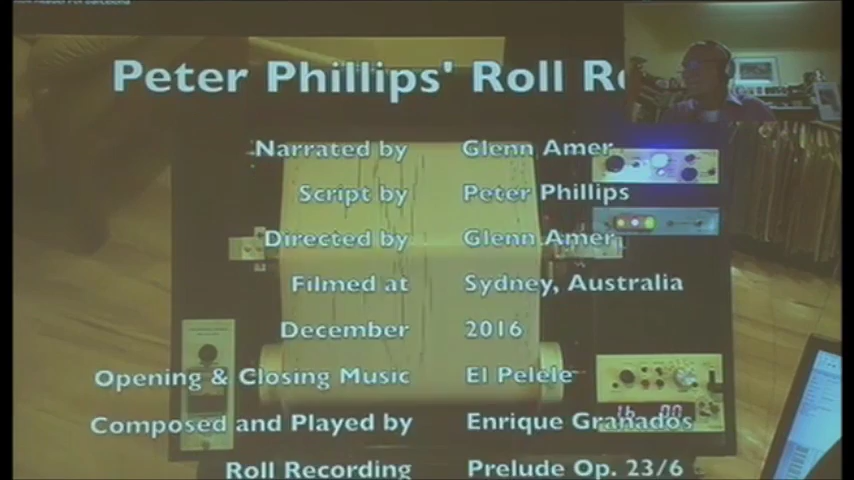 Peter Phillips' Roll R
Narrated by Glenn Amer
Script by Peter Phillips
Directed by Glenn Amer
Filmed at Sydney, Australia
December 2016
Opening & Closing Music El Pelele
Composed and Played by Enrique Granados
Roll Recording Prelude Op. 23/6